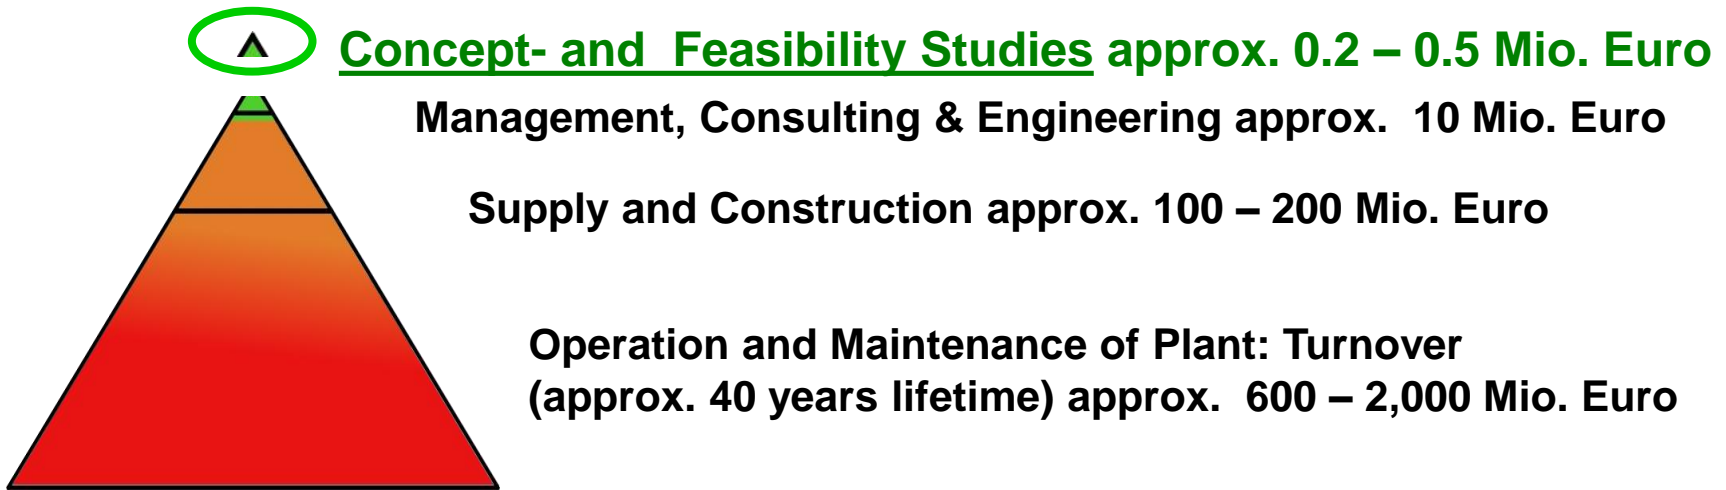 Concept- and Feasibility Studies approx. 0.2 – 0.5 Mio. Euro
Management, Consulting & Engineering approx. 10 Mio. Euro
Supply and Construction approx. 100 – 200 Mio. Euro
Operation and Maintenance of Plant: Turnover
(approx. 40 years lifetime) approx. 600 – 2,000 Mio. Euro